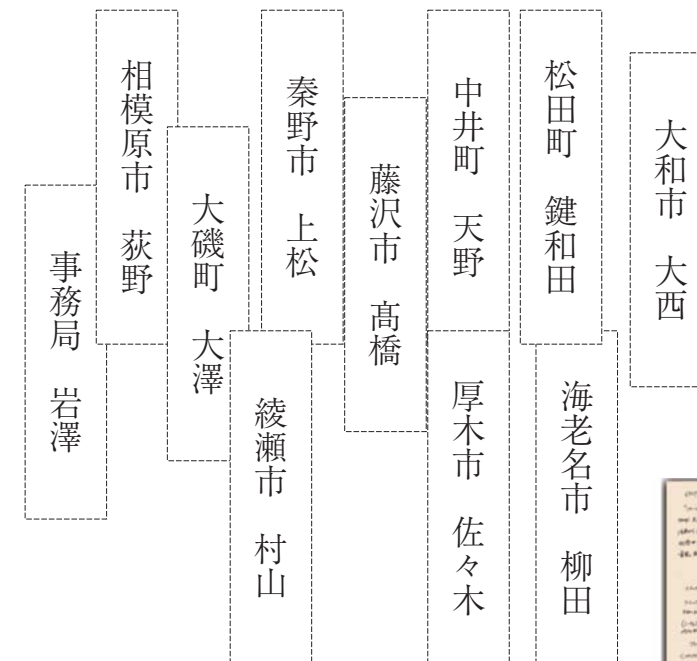 大和市　大西
松田町　鍵和田
海老名市　柳田
中井町　天野
厚木市　佐々木
藤沢市　髙橋
秦野市　上松
綾瀬市　村山
大磯町　大澤
相模原市　荻野
事務局　岩澤